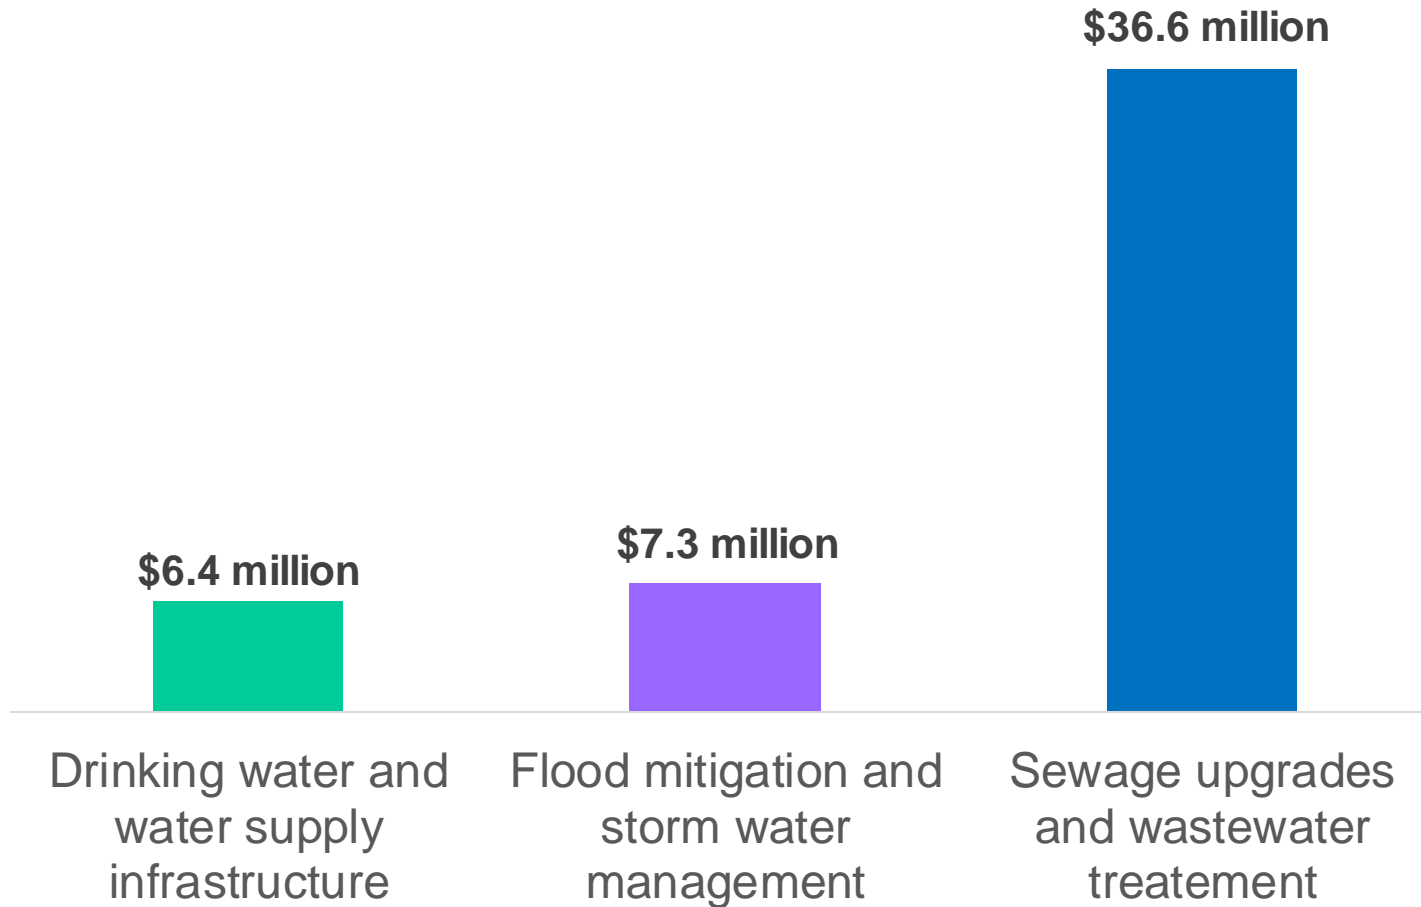 $36.6 million
$7.3 million
$6.4 million
Drinking water and
water supply
infrastructure
Flood mitigation and
storm water
management
Sewage upgrades
and wastewater
treatement